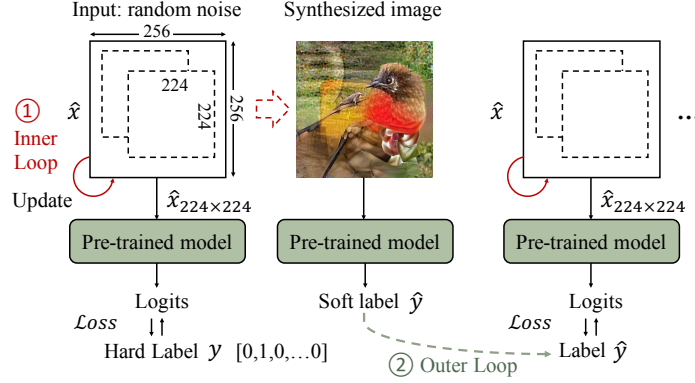 Input: random noise
Synthesized image
256
256
224
224
x̂
①
Inner
Loop
Update
x̂224×224
x̂
x̂224×224
...
Pre-trained model
Pre-trained model
Pre-trained model
Logits
Soft label ŷ
Logits
Loss
Loss
Hard Label y [0,1,0,…0]
② Outer Loop
Label ŷ